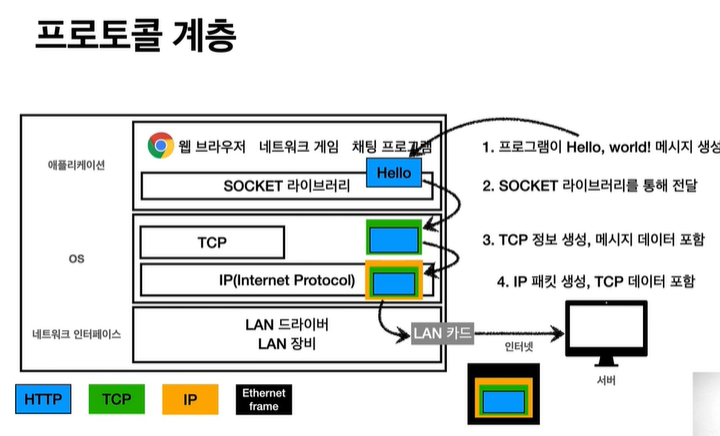 프로토콜 계층
애플리케이션
웹 브라우저 네트워크 게임 채팅 프로그램
Hello
SOCKET 라이브러리
1. 프로그램이 Hello, world! 메시지 생성
2. SOCKET 라이브러리를 통해 전달
OS
TCP
3. TCP 정보 생성, 메시지 데이터 포함
IP(Internet Protocol)
4. IP 패킷 생성, TCP 데이터 포함
네트워크 인터페이스
LAN 드라이버
LAN 장비
LAN 카드
인터넷
서버
HTTP
TCP
IP
Ethernet
frame